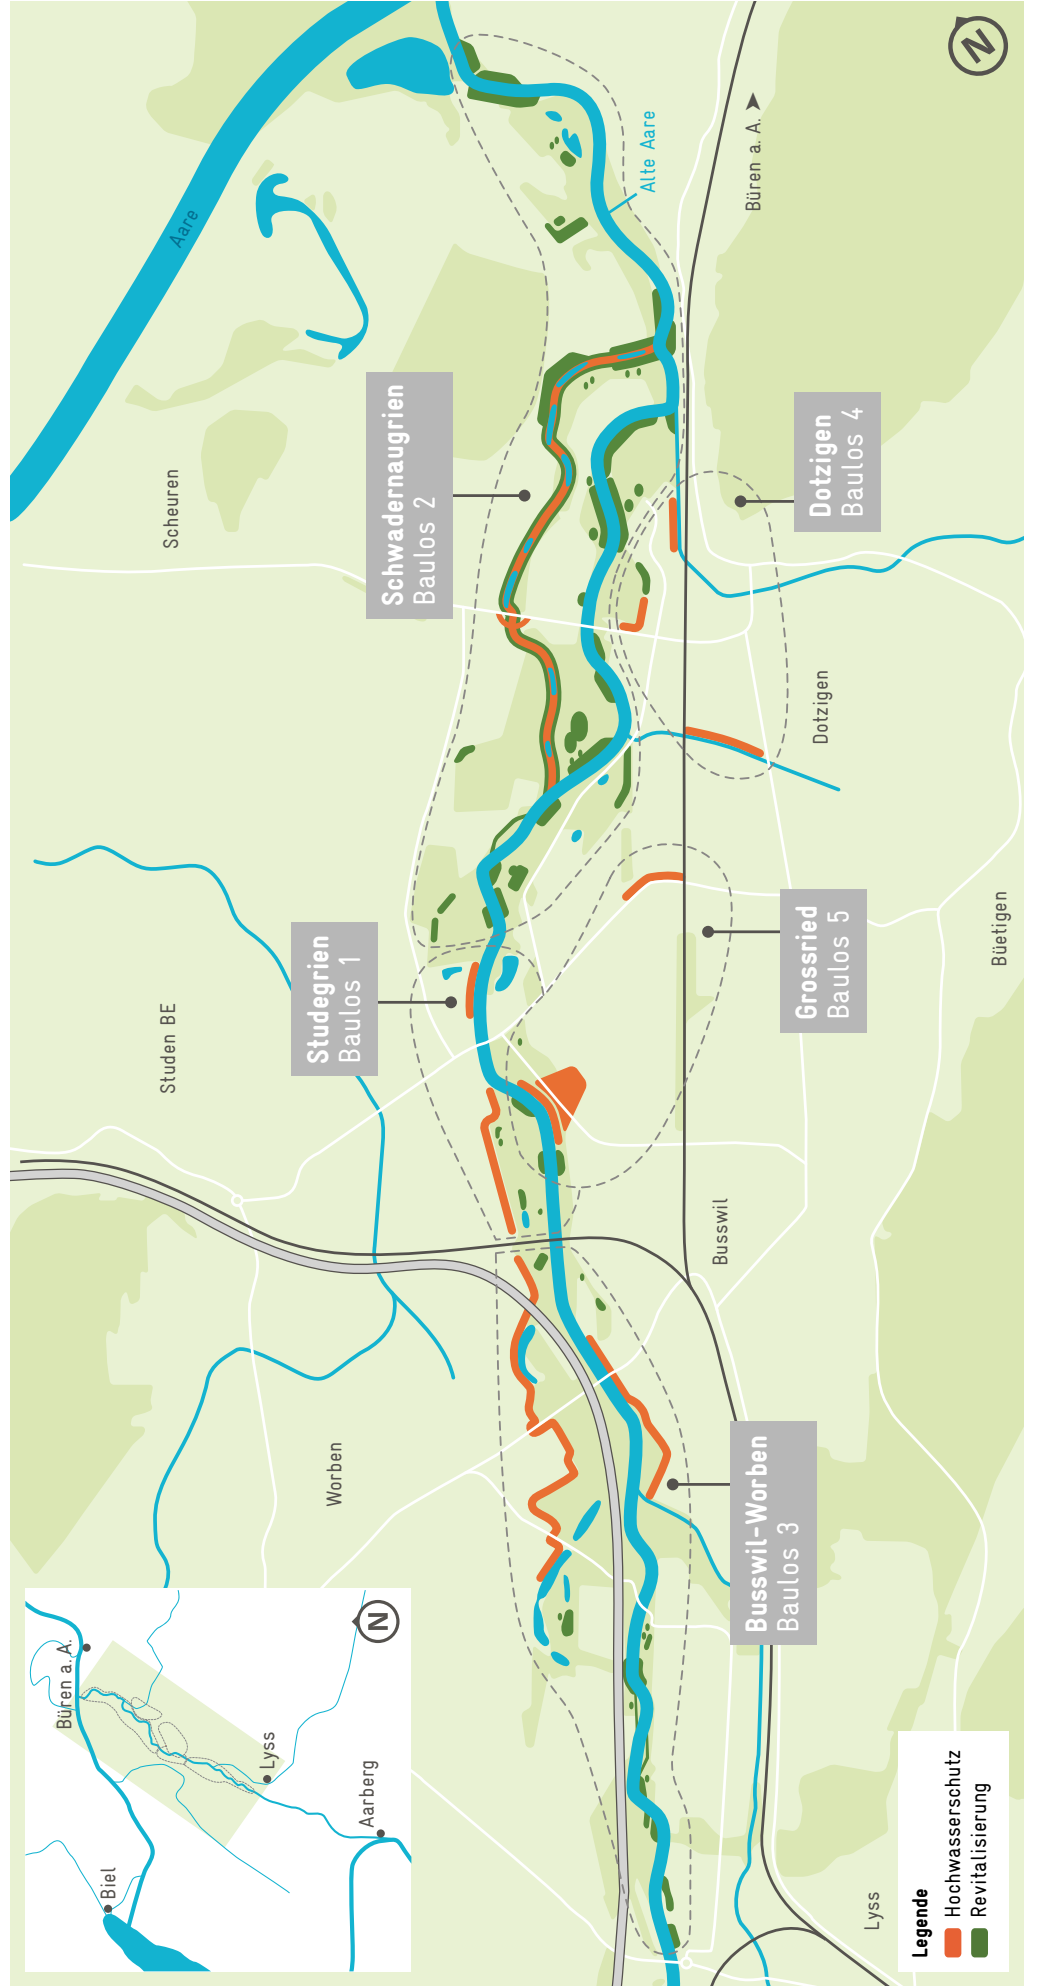 N
Aare
Alte Aare
Büren a. A.
Scheuren
Schwadernaugrien
Baulos 2
Dotzigen
Baulos 4
Dotzigen
Studegrien
Baulos 1
Studen BE
Grossried
Baulos 5
Büetigen
Busswil
Worben
Busswil-Worben
Baulos 3
Lyss
Büren a. A.
N
Lyss
Aarberg
Biel
Legende
Hochwasserschutz
Revitalisierung